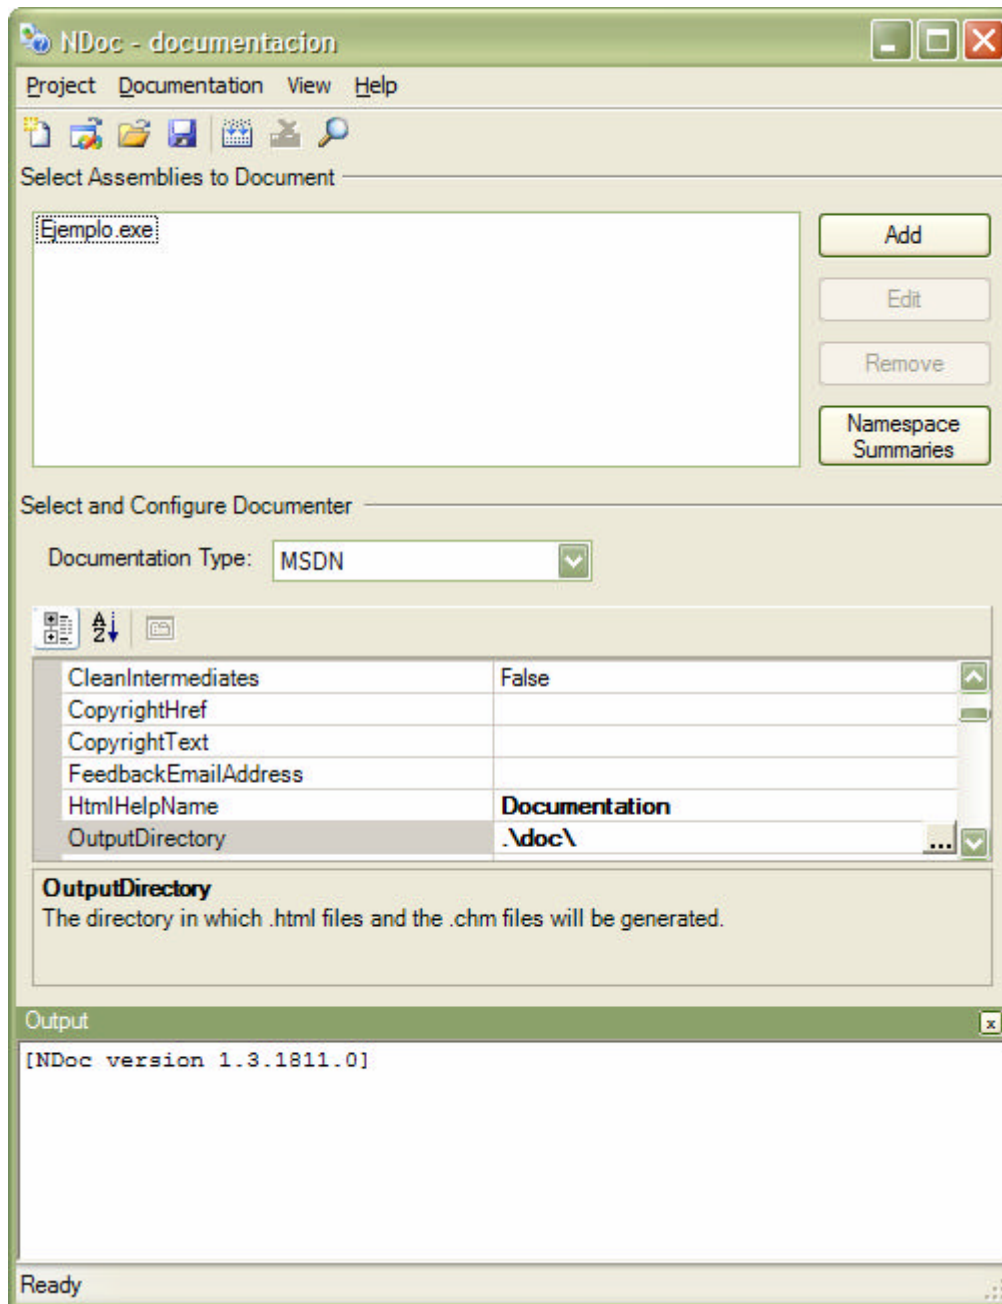 NDoc - documentacion
Project Documentation View Help
Select Assemblies to Document
Ejemplo.exe
Add
Edit
Remove
Namespace
Summaries
Select and Configure Documenter
Documentation Type: MSDN
CleanIntermediates False
CopyrightHref
CopyrightText
FeedbackEmailAddress
HtmlHelpName Documentation
OutputDirectory .\doc\ ...
OutputDirectory
The directory in which .html files and the .chm files will be generated.
Output
[NDoc version 1.3.1811.0]
Ready